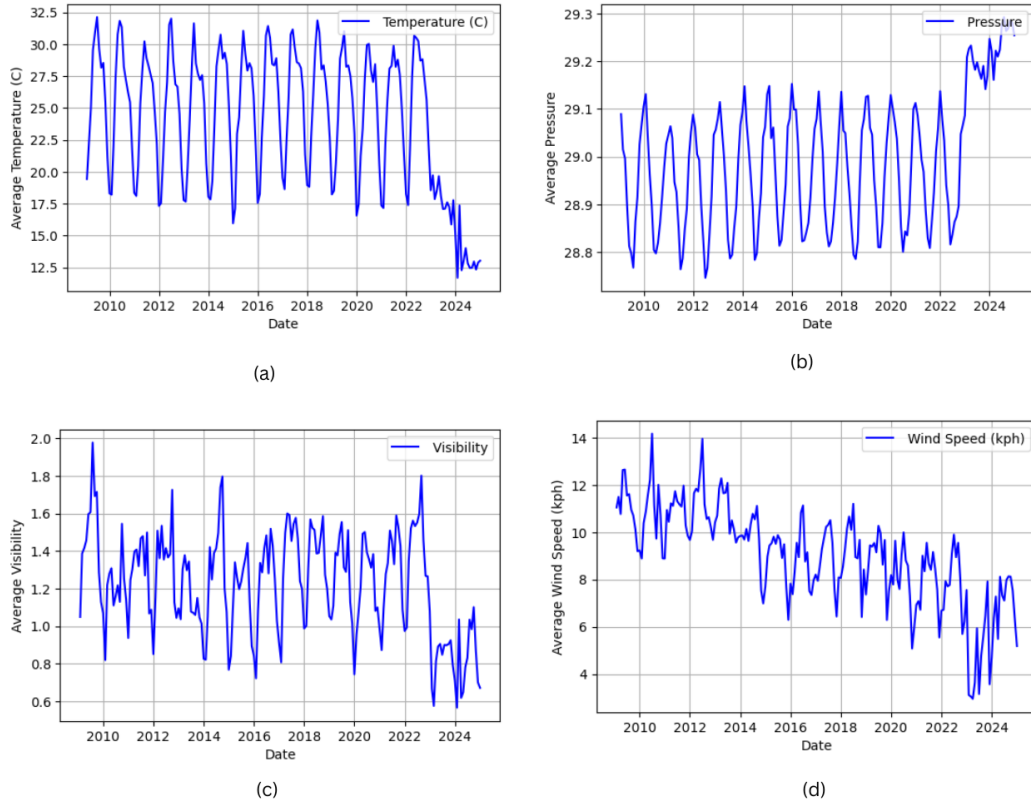 Temperature (C)
32.5
30.0
27.5
25.0
22.5
20.0
17.5
15.0
12.5
Average Temperature (C)
2010 2012 2014 2016 2018 2020 2022 2024
Date
(a)
Pressure
29.3
29.2
29.1
29.0
28.9
28.8
Average Pressure
2010 2012 2014 2016 2018 2020 2022 2024
Date
(b)
Visibility
2.0
1.8
1.6
1.4
1.2
1.0
0.8
0.6
Average Visibility
2010 2012 2014 2016 2018 2020 2022 2024
Date
(c)
Wind Speed (kph)
14
12
10
8
6
4
Average Wind Speed (kph)
2010 2012 2014 2016 2018 2020 2022 2024
Date
(d)